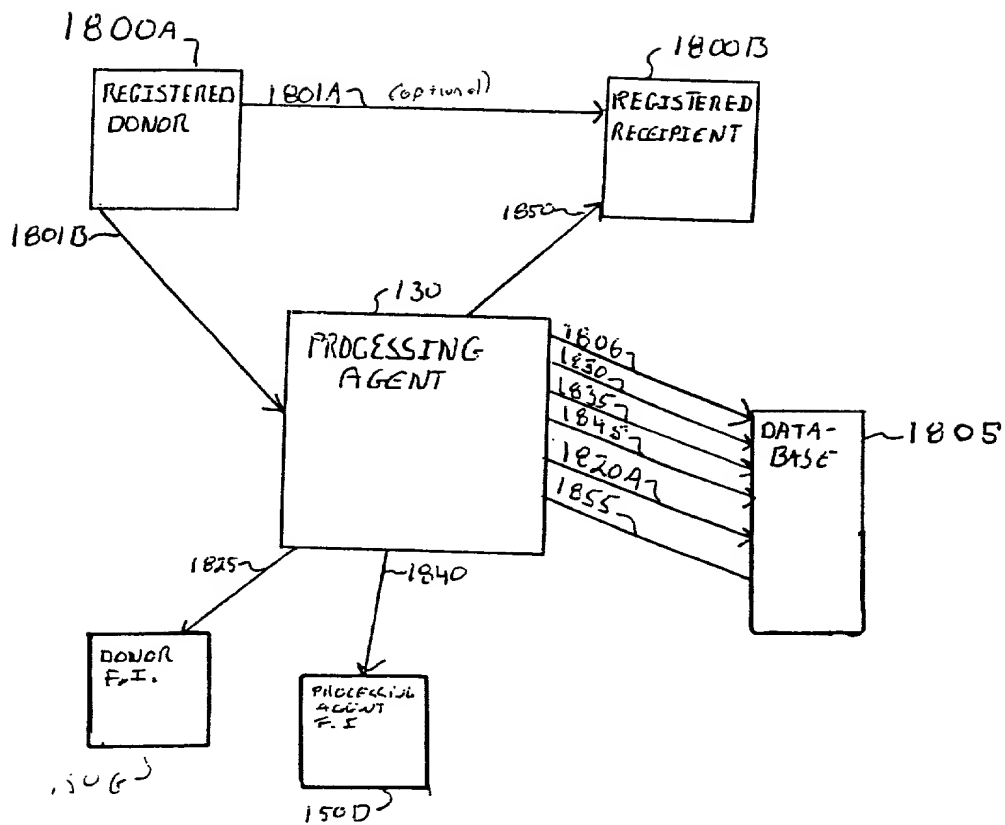 1800A
1800B
REGISTERED
DONOR
1801A (optional)
REGISTERED
RECEIPIENT
1850
1801B
130
PROCESSING
AGENT
1806
1830
1835
1845
1820A
1855
DATA-
BASE
1805
1825
1840
DONOR
F.I.
PROCESSING
AGENT
F.I
150D